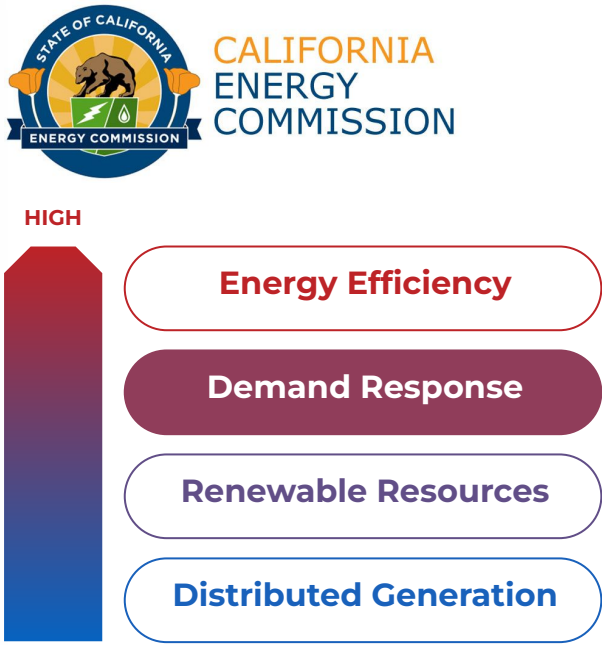 STATE OF CALIFORNIA
ENERGY COMMISSION
CALIFORNIA
ENERGY
COMMISSION
HIGH
Energy Efficiency
Demand Response
Renewable Resources
Distributed Generation